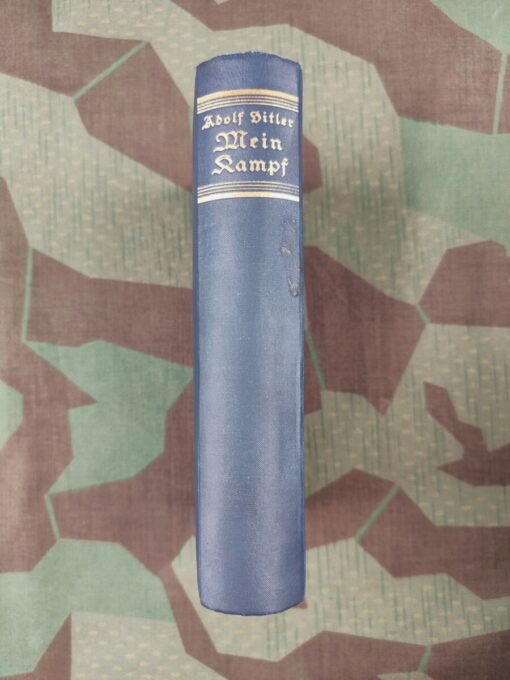 Adolf Hitler
Mein
Kampf